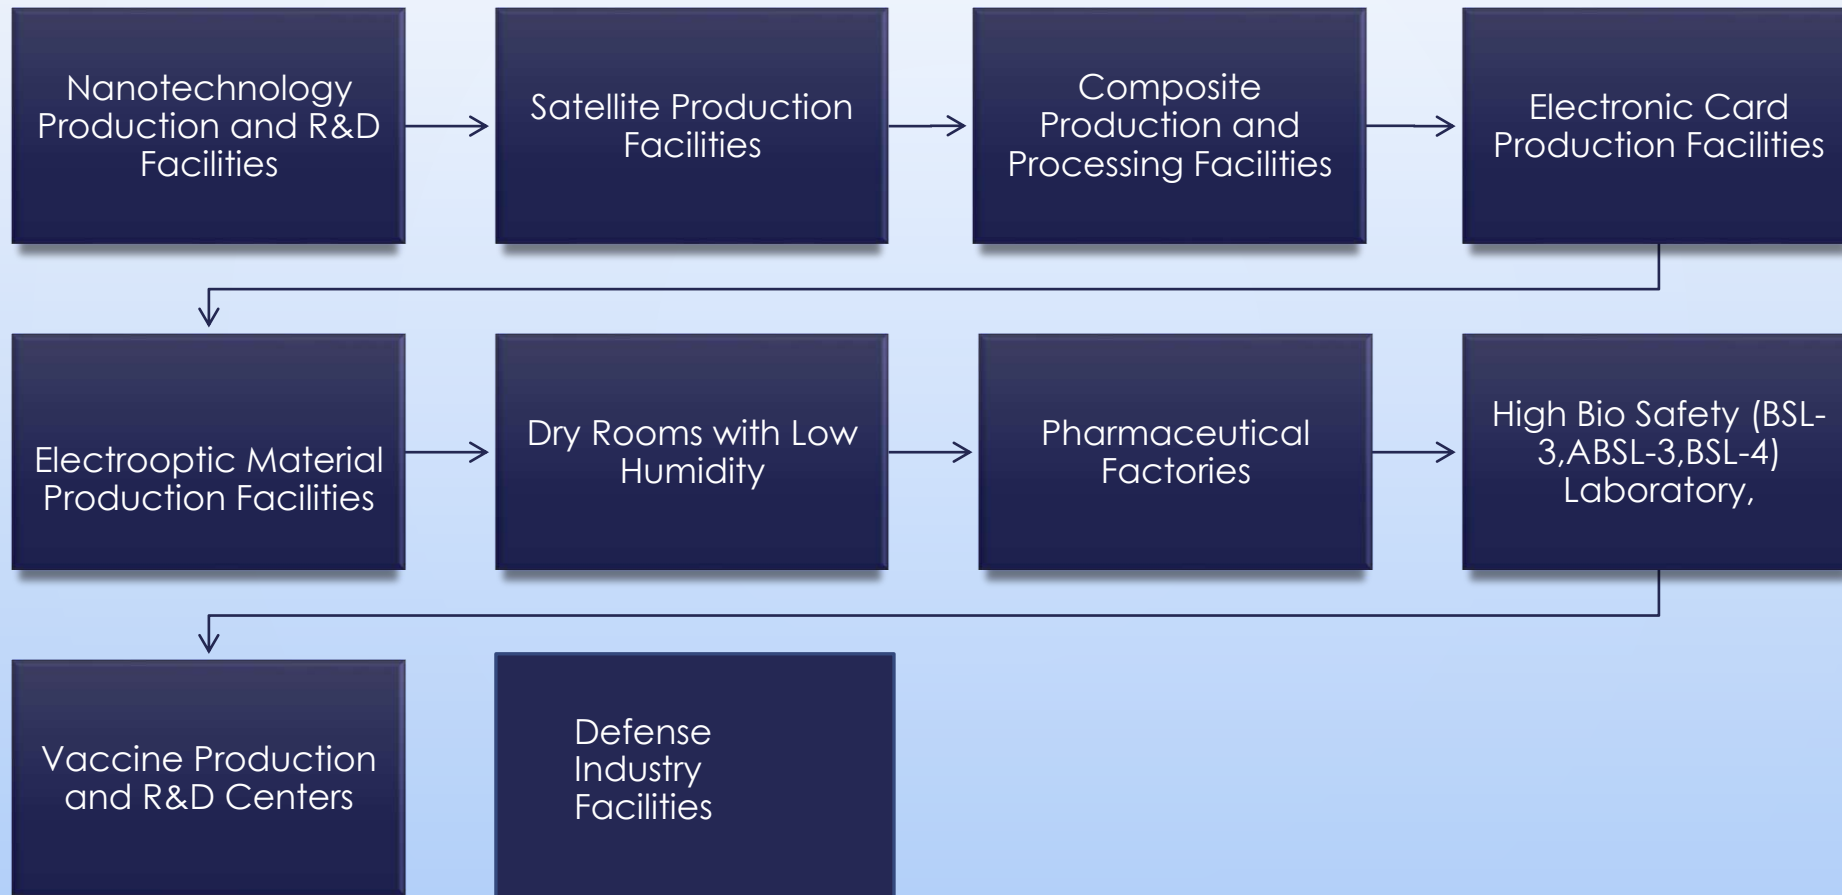 Nanotechnology
Production and R&D
Facilities
Satellite Production
Facilities
Composite
Production and
Processing Facilities
Electronic Card
Production Facilities
Electrooptic Material
Production Facilities
Dry Rooms with Low
Humidity
Pharmaceutical
Factories
High Bio Safety (BSL-
3,ABSL-3,BSL-4)
Laboratory,
Vaccine Production
and R&D Centers
Defense
Industry
Facilities